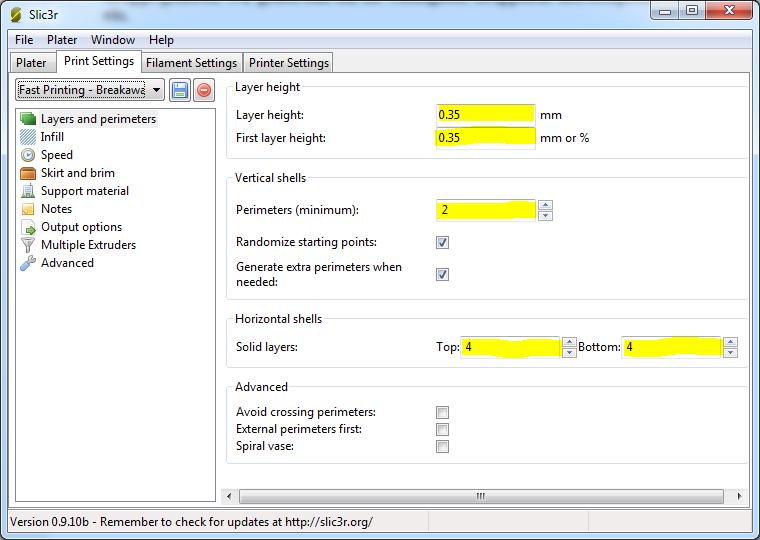 Slic3r
File Plater Window Help
Plater Print Settings Filament Settings Printer Settings
Fast Printing - Breakawa
Layers and perimeters
Infill
Speed
Skirt and brim
Support material
Notes
Output options
Multiple Extruders
Advanced
Layer height
Layer height: 0.35 mm
First layer height: 0.35 mm or %
Vertical shells
Perimeters (minimum): 2
Randomize starting points:
Generate extra perimeters when
needed:
Horizontal shells
Solid layers: Top: 4 Bottom: 4
Advanced
Avoid crossing perimeters:
External perimeters first:
Spiral vase:
Version 0.9.10b - Remember to check for updates at http://slic3r.org/